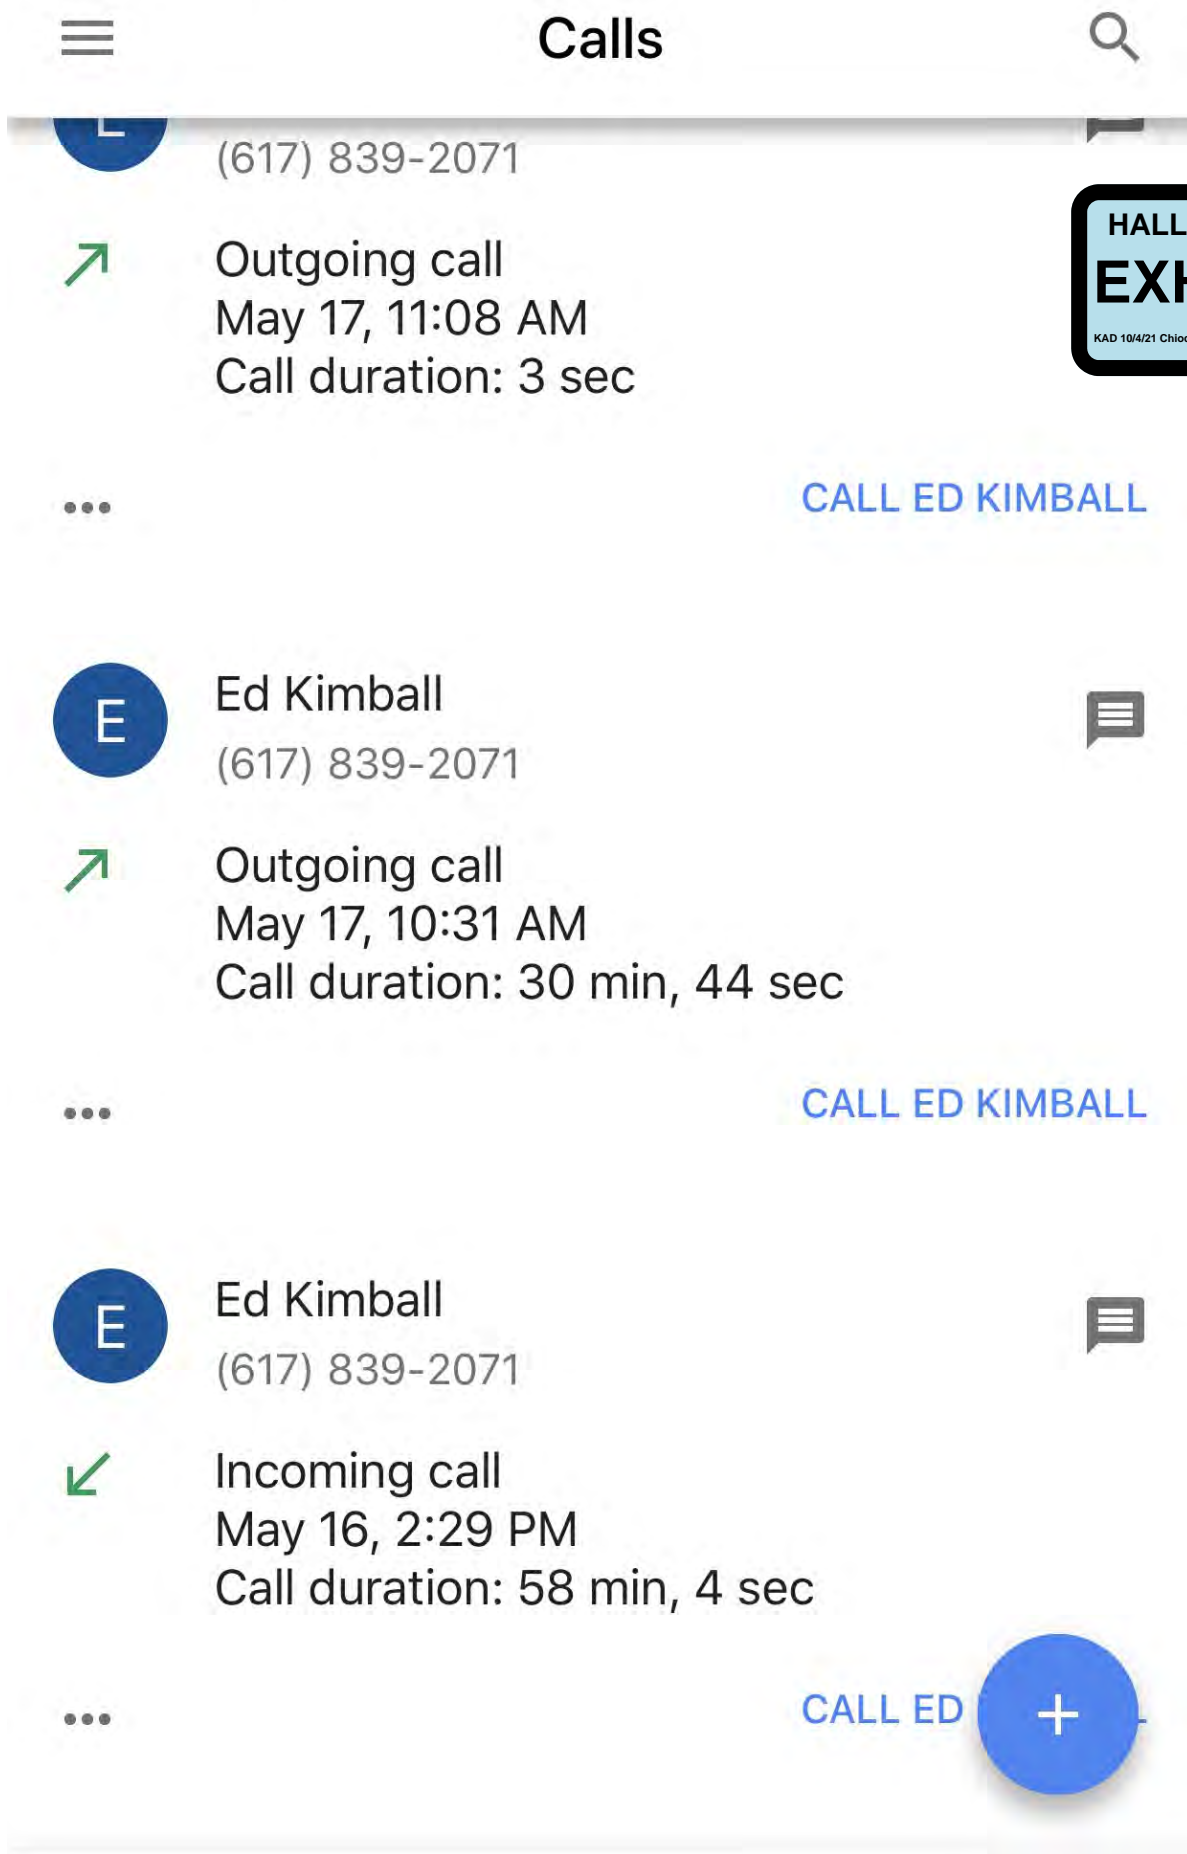 Calls
(617) 839-2071
Outgoing call
May 17, 11:08 AM
Call duration: 3 sec
HALL
KAD 10/4/21
CALL ED KIMBALL
E
Ed Kimball
(617) 839-2071
Outgoing call
May 17, 10:31 AM
Call duration: 30 min, 44 sec
CALL ED KIMBALL
E
Ed Kimball
(617) 839-2071
Incoming call
May 16, 2:29 PM
Call duration: 58 min, 4 sec
CALL ED